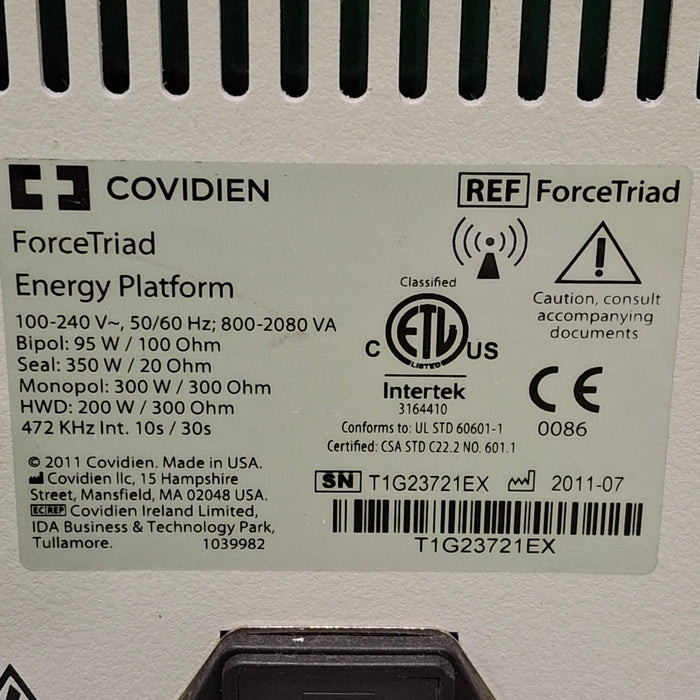 COVIDIEN
REF ForceTriad
ForceTriad
Energy Platform
100-240 V~, 50/60 Hz; 800-2080 VA
Bipol: 95 W / 100 Ohm
Seal: 350 W / 20 Ohm
Monopol: 300 W / 300 Ohm
HWD: 200 W / 300 Ohm
472 KHz Int. 10s / 30s
© 2011 Covidien. Made in USA.
Covidien llc, 15 Hampshire
Street, Mansfield, MA 02048 USA.
EC REP Covidien Ireland Limited,
IDA Business & Technology Park,
Tullamore. 1039982
Classified
C ETL US
LISTED
Intertek
3164410
Conforms to: UL STD 60601-1
Certified: CSA STD C22.2 NO. 601.1
Caution, consult
accompanying
documents
CE
0086
SN T1G23721EX 2011-07
T1G23721EX